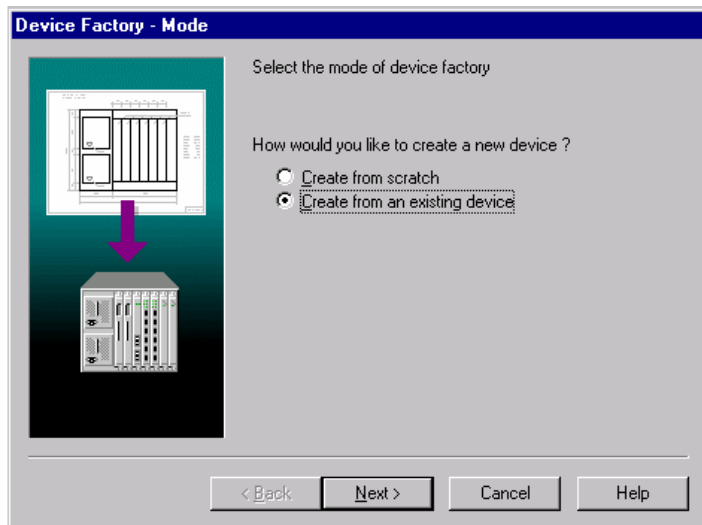 Device Factory - Mode
Select the mode of device factory
How would you like to create a new device ?
Create from scratch
Create from an existing device
< Back
Next >
Cancel
Help